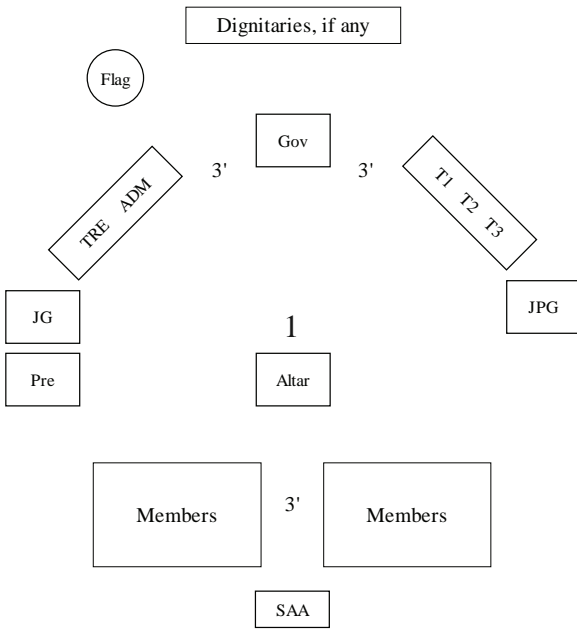 Dignitaries, if any
Flag
Gov
3'
3'
TRE ADM
T1 T2 T3
JG
JPG
1
Pre
Altar
Members
3'
Members
SAA